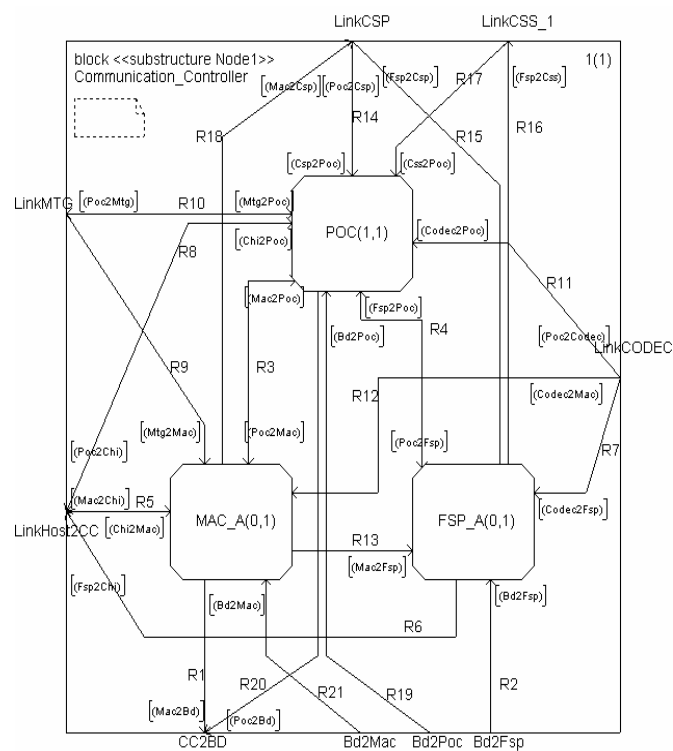 LinkCSP
LinkCSS_1
block <<substructure Node1>>
Communication_Controller
1(1)
[(Mac2Csp)]
[(Poc2Csp)]
[(Fsp2Csp)]
R17
[(Fsp2Css)]
R14
R18
R15
R16
[(Csp2Poc)]
[(Css2Poc)]
LinkMTG
[(Poc2Mtg)]
R10
[(Mtg2Poc)]
POC(1,1)
[(Codec2Poc)]
[(Chi2Poc)]
R8
R11
[(Mac2Poc)]
[(Fsp2Poc)]
R4
[(Bd2Poc)]
[(Poc2Codec)]
LinkCODEC
R9
R3
R12
[(Codec2Mac)]
[(Mtg2Mac)]
[(Poc2Mac)]
[(Poc2Fsp)]
R7
[(Poc2Chi)]
[(Mac2Chi)]
R5
[(Codec2Fsp)]
MAC_A(0,1)
FSP_A(0,1)
LinkHost2CC
[(Chi2Mac)]
R13
[(Mac2Fsp)]
[(Fsp2Chi)]
[(Bd2Mac)]
[(Bd2Fsp)]
R6
R1
R20
R21
R19
R2
[(Mac2Bd)]
[(Poc2Bd)]
CC2BD
Bd2Mac
Bd2Poc
Bd2Fsp